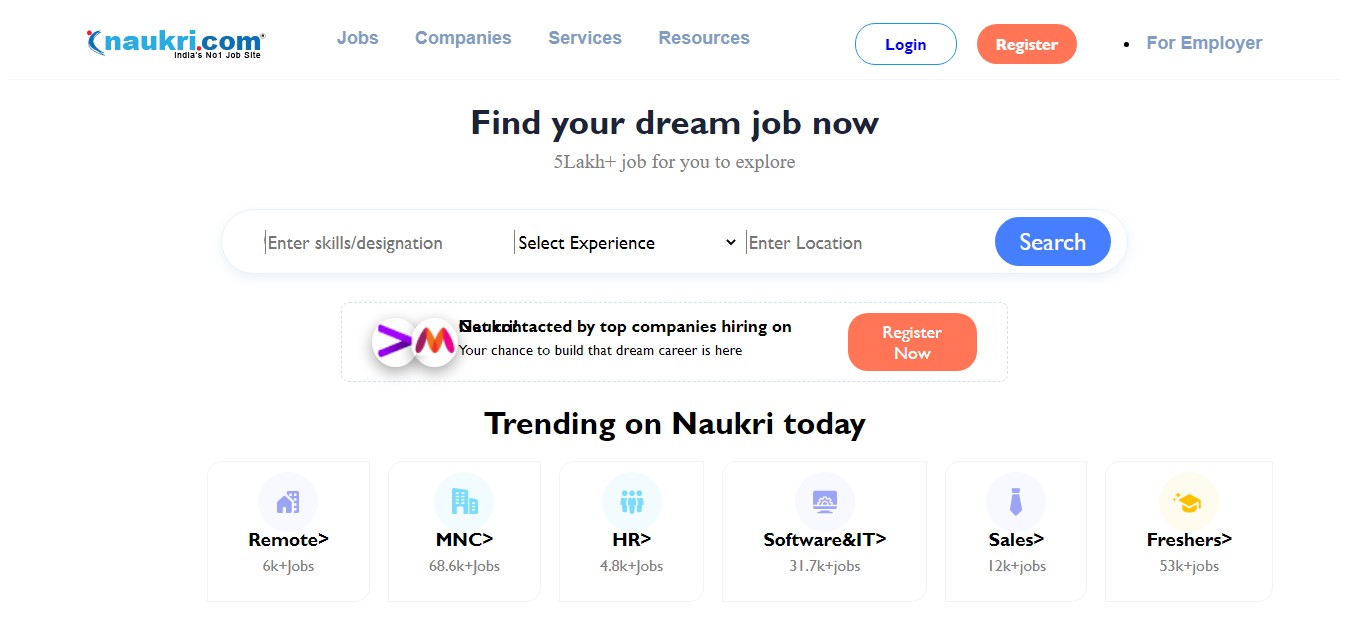 naukri.com
India's No1 Job Site
Jobs Companies Services Resources Login Register For Employer
Find your dream job now
5Lakh+ job for you to explore
Enter skills/designation Select Experience Enter Location Search
Get contacted by top companies hiring on
Naukri!
Your chance to build that dream career is here
Register
Now
Trending on Naukri today
Remote> MNC> HR> Software&IT> Sales> Freshers>
6k+Jobs 68.6k+Jobs 4.8k+Jobs 31.7k+jobs 12k+jobs 53k+jobs